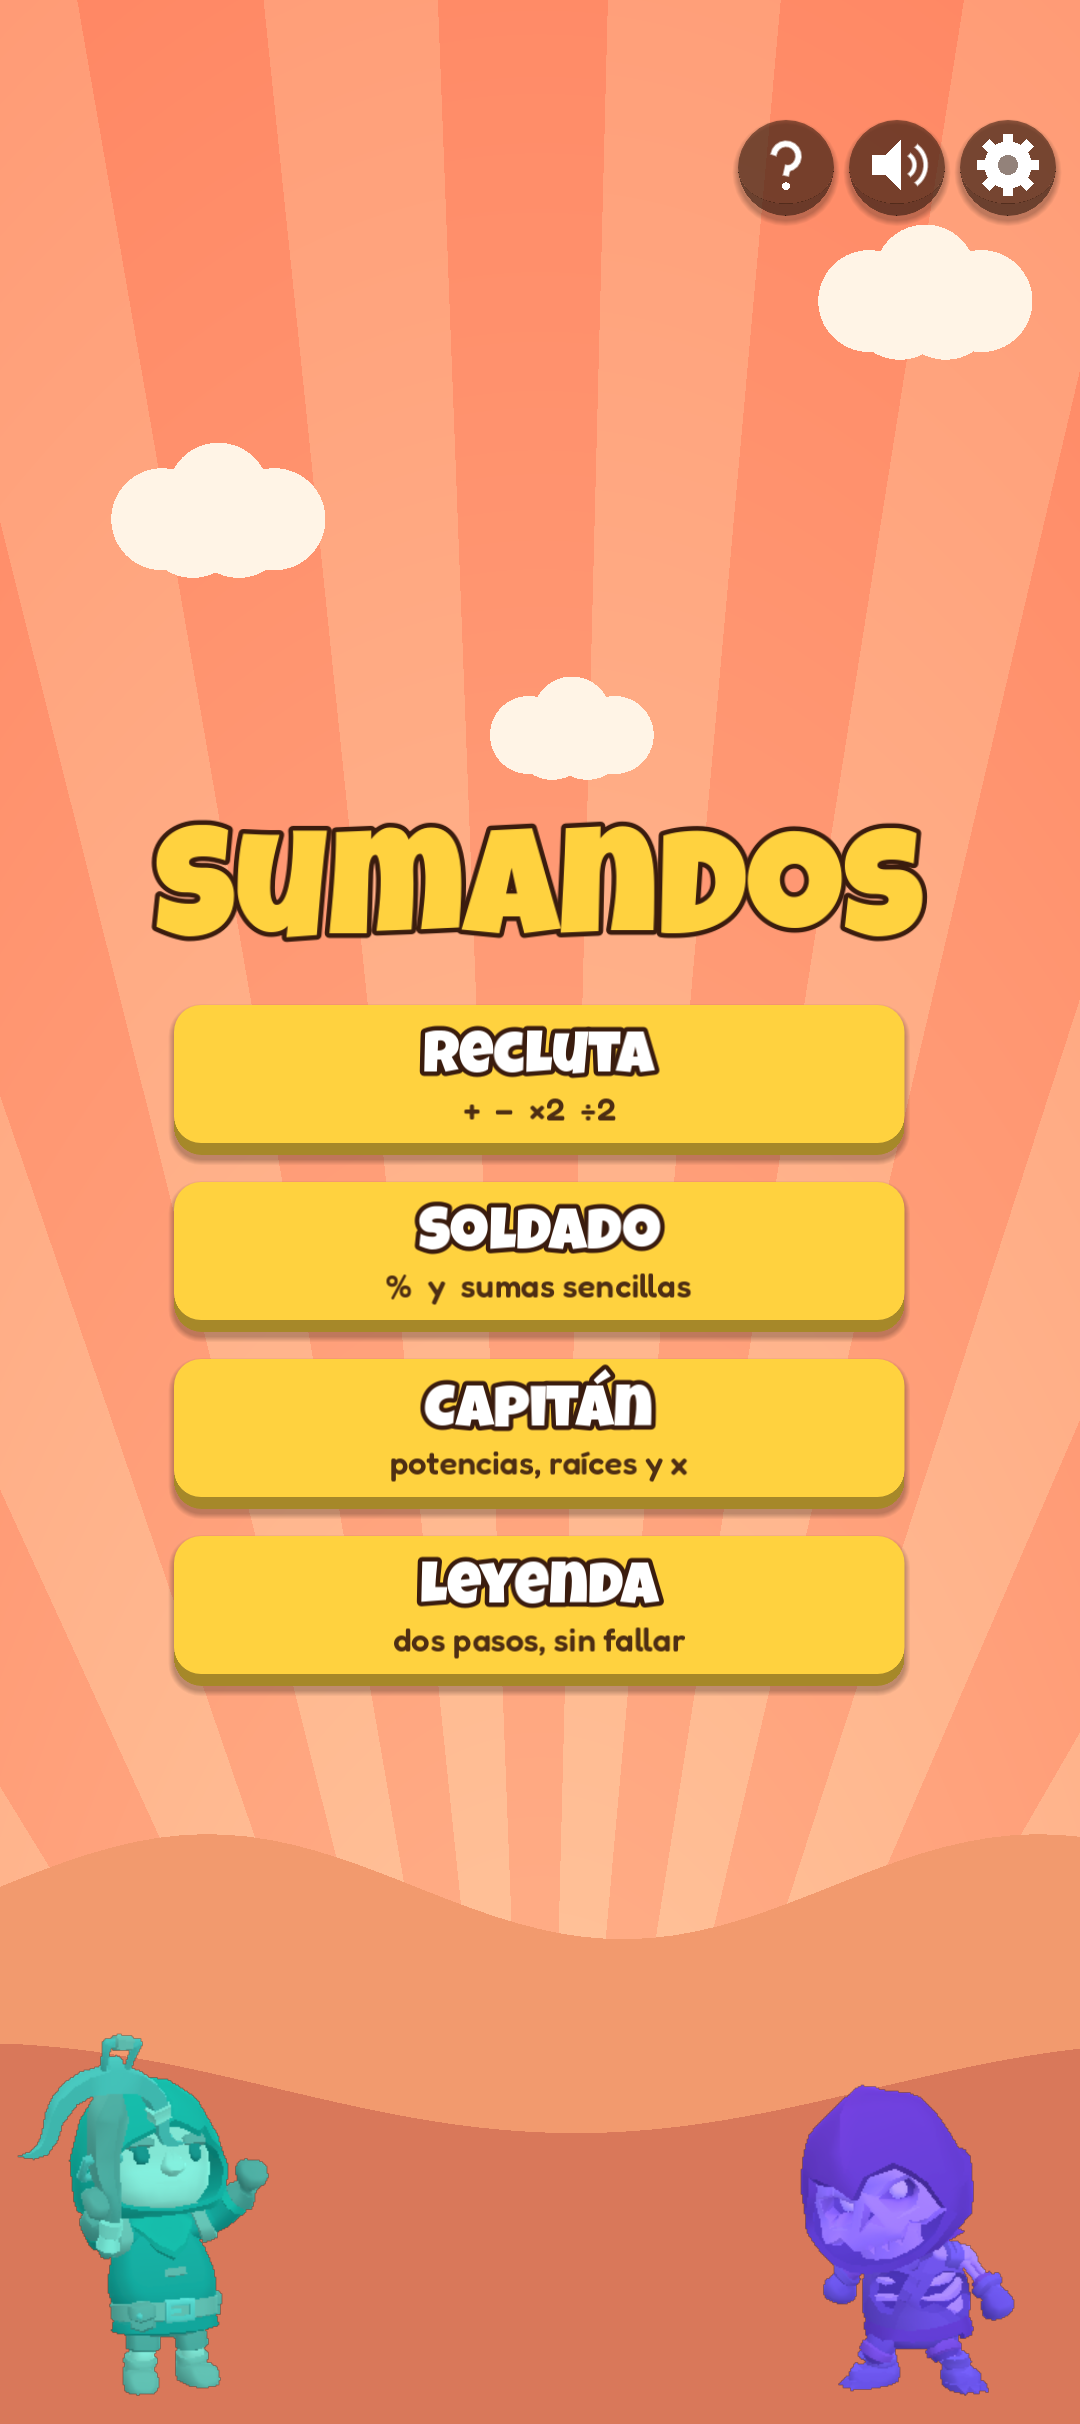 ?
SUMANDOS
RECLUTA
+ − ×2 ÷2
SOLDADO
% y sumas sencillas
CAPITÁN
potencias, raíces y x
LEYENDA
dos pasos, sin fallar